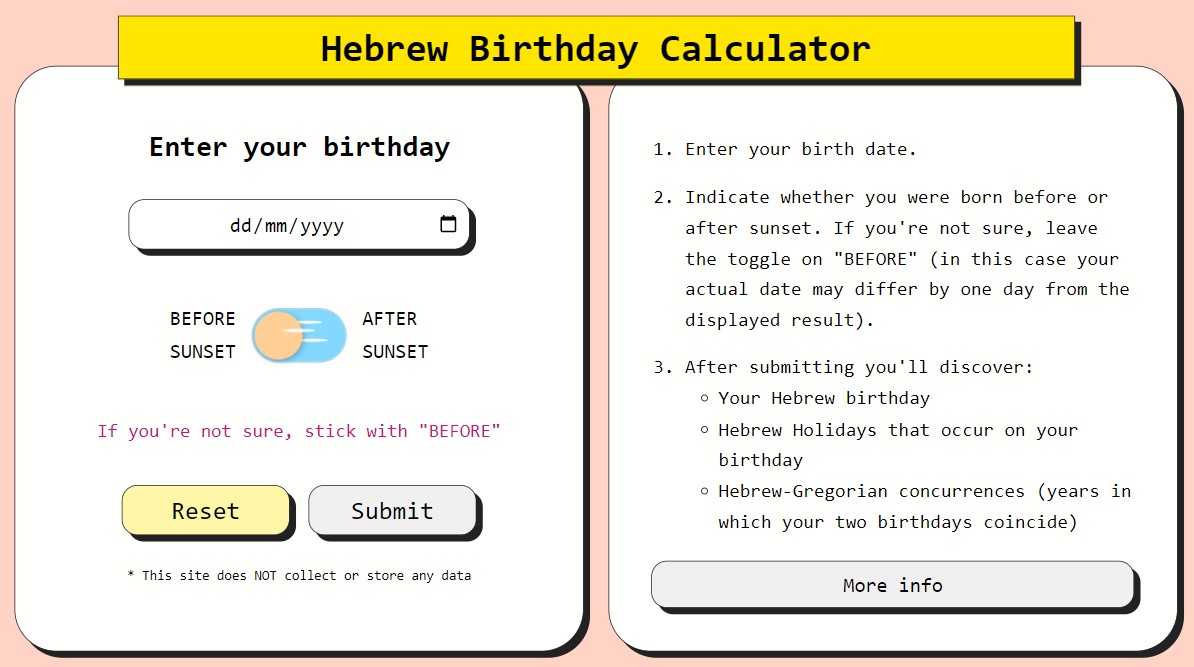 Hebrew Birthday Calculator
Enter your birthday
dd/mm/yyyy
BEFORE
SUNSET
AFTER
SUNSET
If you're not sure, stick with "BEFORE"
Reset
Submit
* This site does NOT collect or store any data
1. Enter your birth date.
2. Indicate whether you were born before or
after sunset. If you're not sure, leave
the toggle on "BEFORE" (in this case your
actual date may differ by one day from the
displayed result).
3. After submitting you'll discover:
◦ Your Hebrew birthday
◦ Hebrew Holidays that occur on your
birthday
◦ Hebrew-Gregorian concurrences (years in
which your two birthdays coincide)
More info